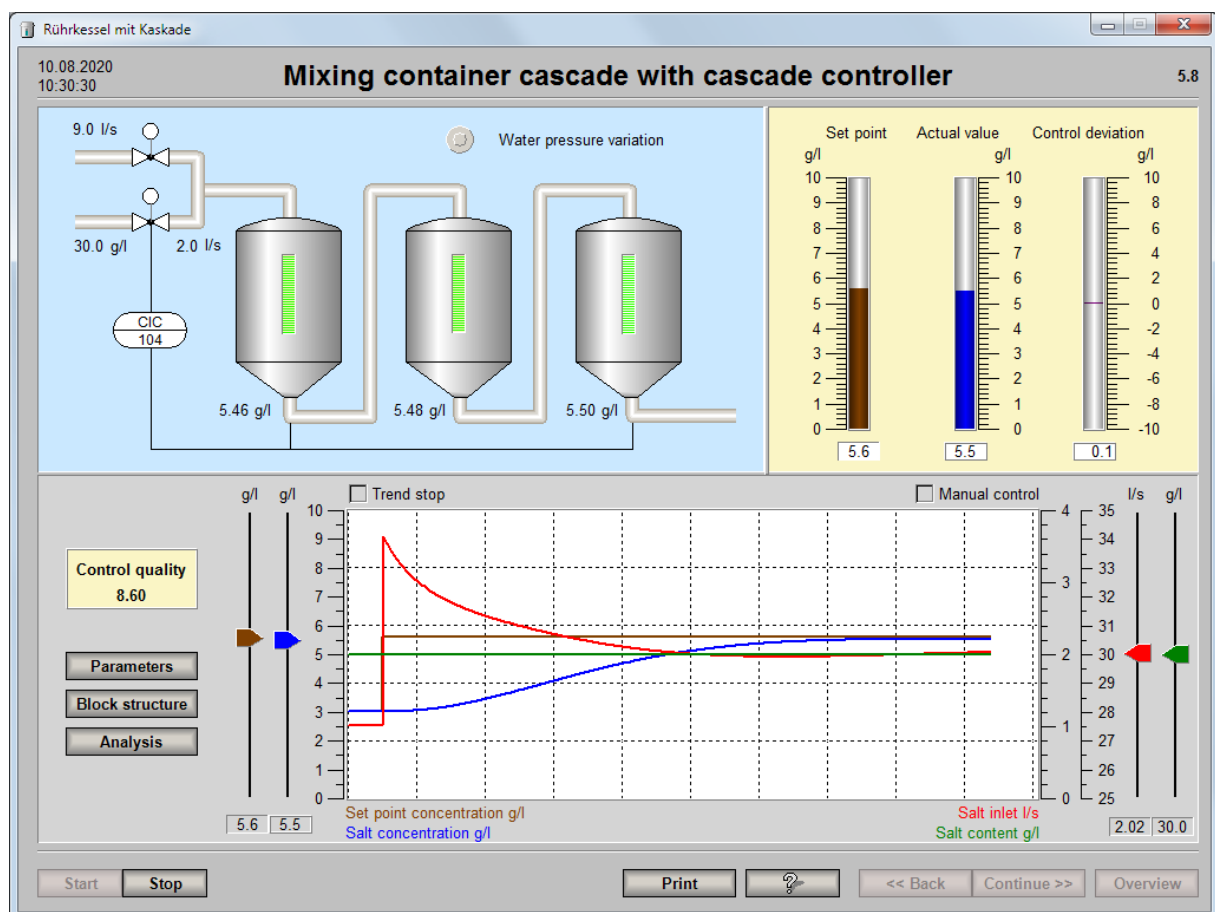 Rührkessel mit Kaskade
10.08.2020
10:30:30
Mixing container cascade with cascade controller
5.8
9.0 l/s
Water pressure variation
30.0 g/l
2.0 l/s
CIC
104
5.46 g/l
5.48 g/l
5.50 g/l
Set point Actual value Control deviation
g/l g/l g/l
10 10 10
9 9 8
8 8 6
7 7 4
6 6 2
5 5 0
4 4 -2
3 3 -4
2 2 -6
1 1 -8
0 0 -10
5.6 5.5 0.1
g/l g/l Trend stop Manual control l/s g/l
10 4 35
9 34
8 33
7 3 32
6 31
5 2 30
4 29
3 28
2 1 27
1 26
0 0 25
Control quality
8.60
Parameters
Block structure
Analysis
5.6 5.5
Set point concentration g/l
Salt concentration g/l
Salt inlet l/s
Salt content g/l
2.02 30.0
Start Stop Print ? << Back Continue >> Overview